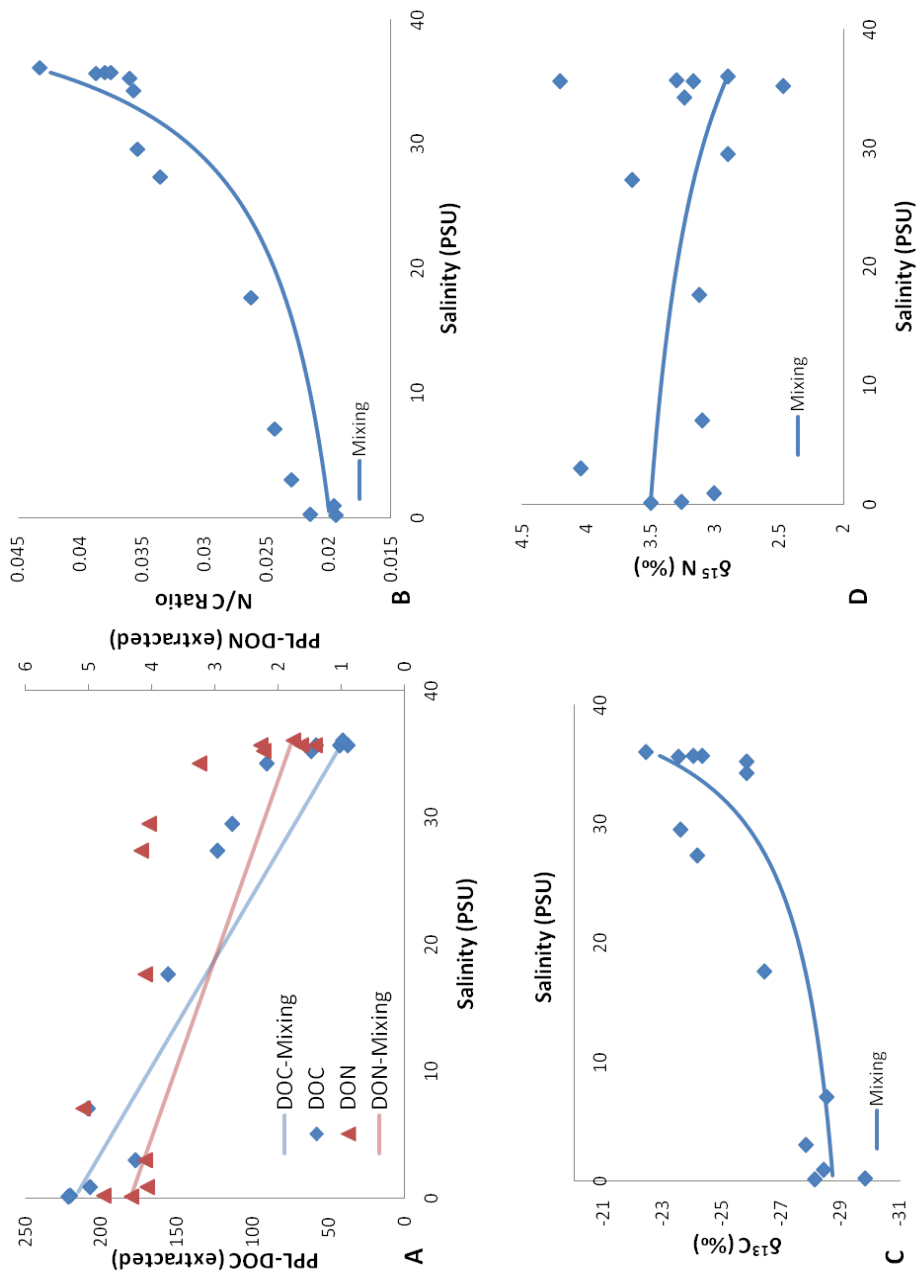 PPL-DOC (extracted)
250
200
150
100
50
0
PPL-DON (extracted)
6
5
4
3
2
1
0
DOC-Mixing
DOC
DON
DON-Mixing
0
10
20
30
40
Salinity (PSU)
A
N/C Ratio
0.045
0.04
0.035
0.03
0.025
0.02
0.015
Mixing
0
10
20
30
40
Salinity (PSU)
B
Salinity (PSU)
0
10
20
30
40
δ¹³C (‰)
-21
-23
-25
-27
-29
-31
Mixing
C
δ¹⁵N (‰)
4.5
4
3.5
3
2.5
2
Mixing
0
10
20
30
40
Salinity (PSU)
D